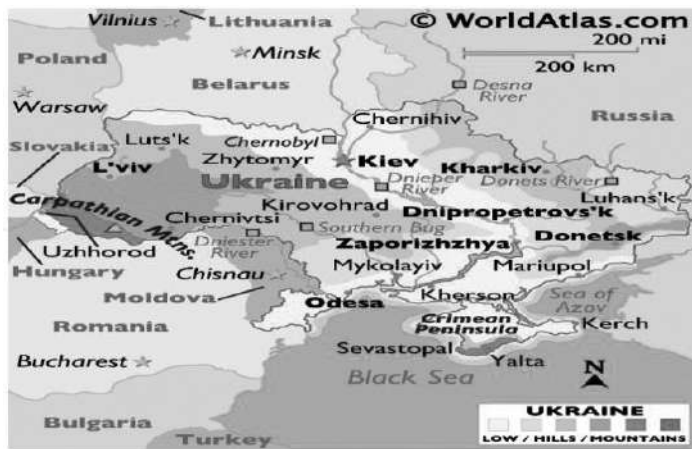 Vilnius
Lithuania
© WorldAtlas.com
200 mi
200 km
Minsk
Poland
Belarus
Desna
River
Warsaw
Russia
Chernihiv
Slovakia
Luts'k
Chernobyl
L'viv
Zhytomyr
Kiev
Kharkiv
Ukraine
Dnieper
River
Donets River
Luhans'k
Carpathian Mtns.
Chernivtsi
Kirovohrad
Dnipropetrovs'k
Southern Bug
Uzhhorod
Dniester
River
Zaporizhzhya
Donetsk
Hungary
Chisnau
Mykolayiv
Mariupol
Moldova
Odesa
Kherson
Sea of
Azov
Romania
Crimean
Peninsula
Kerch
Bucharest
Sevastopal
Yalta
Black Sea
N
Bulgaria
UKRAINE
LOW / HILLS / MOUNTAINS
Turkey